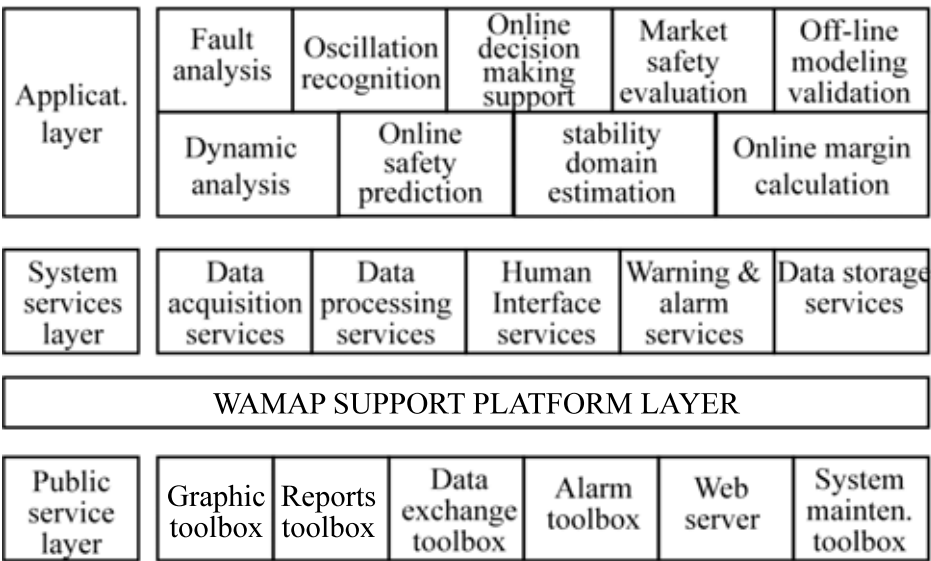 Applicat.
layer
Fault
analysis
Oscillation
recognition
Online
decision
making
support
Market
safety
evaluation
Off-line
modeling
validation
Dynamic
analysis
Online
safety
prediction
stability
domain
estimation
Online margin
calculation
System
services
layer
Data
acquisition
services
Data
processing
services
Human
Interface
services
Warning &
alarm
services
Data storage
services
WAMAP SUPPORT PLATFORM LAYER
Public
service
layer
Graphic
toolbox
Reports
toolbox
Data
exchange
toolbox
Alarm
toolbox
Web
server
System
mainten.
toolbox